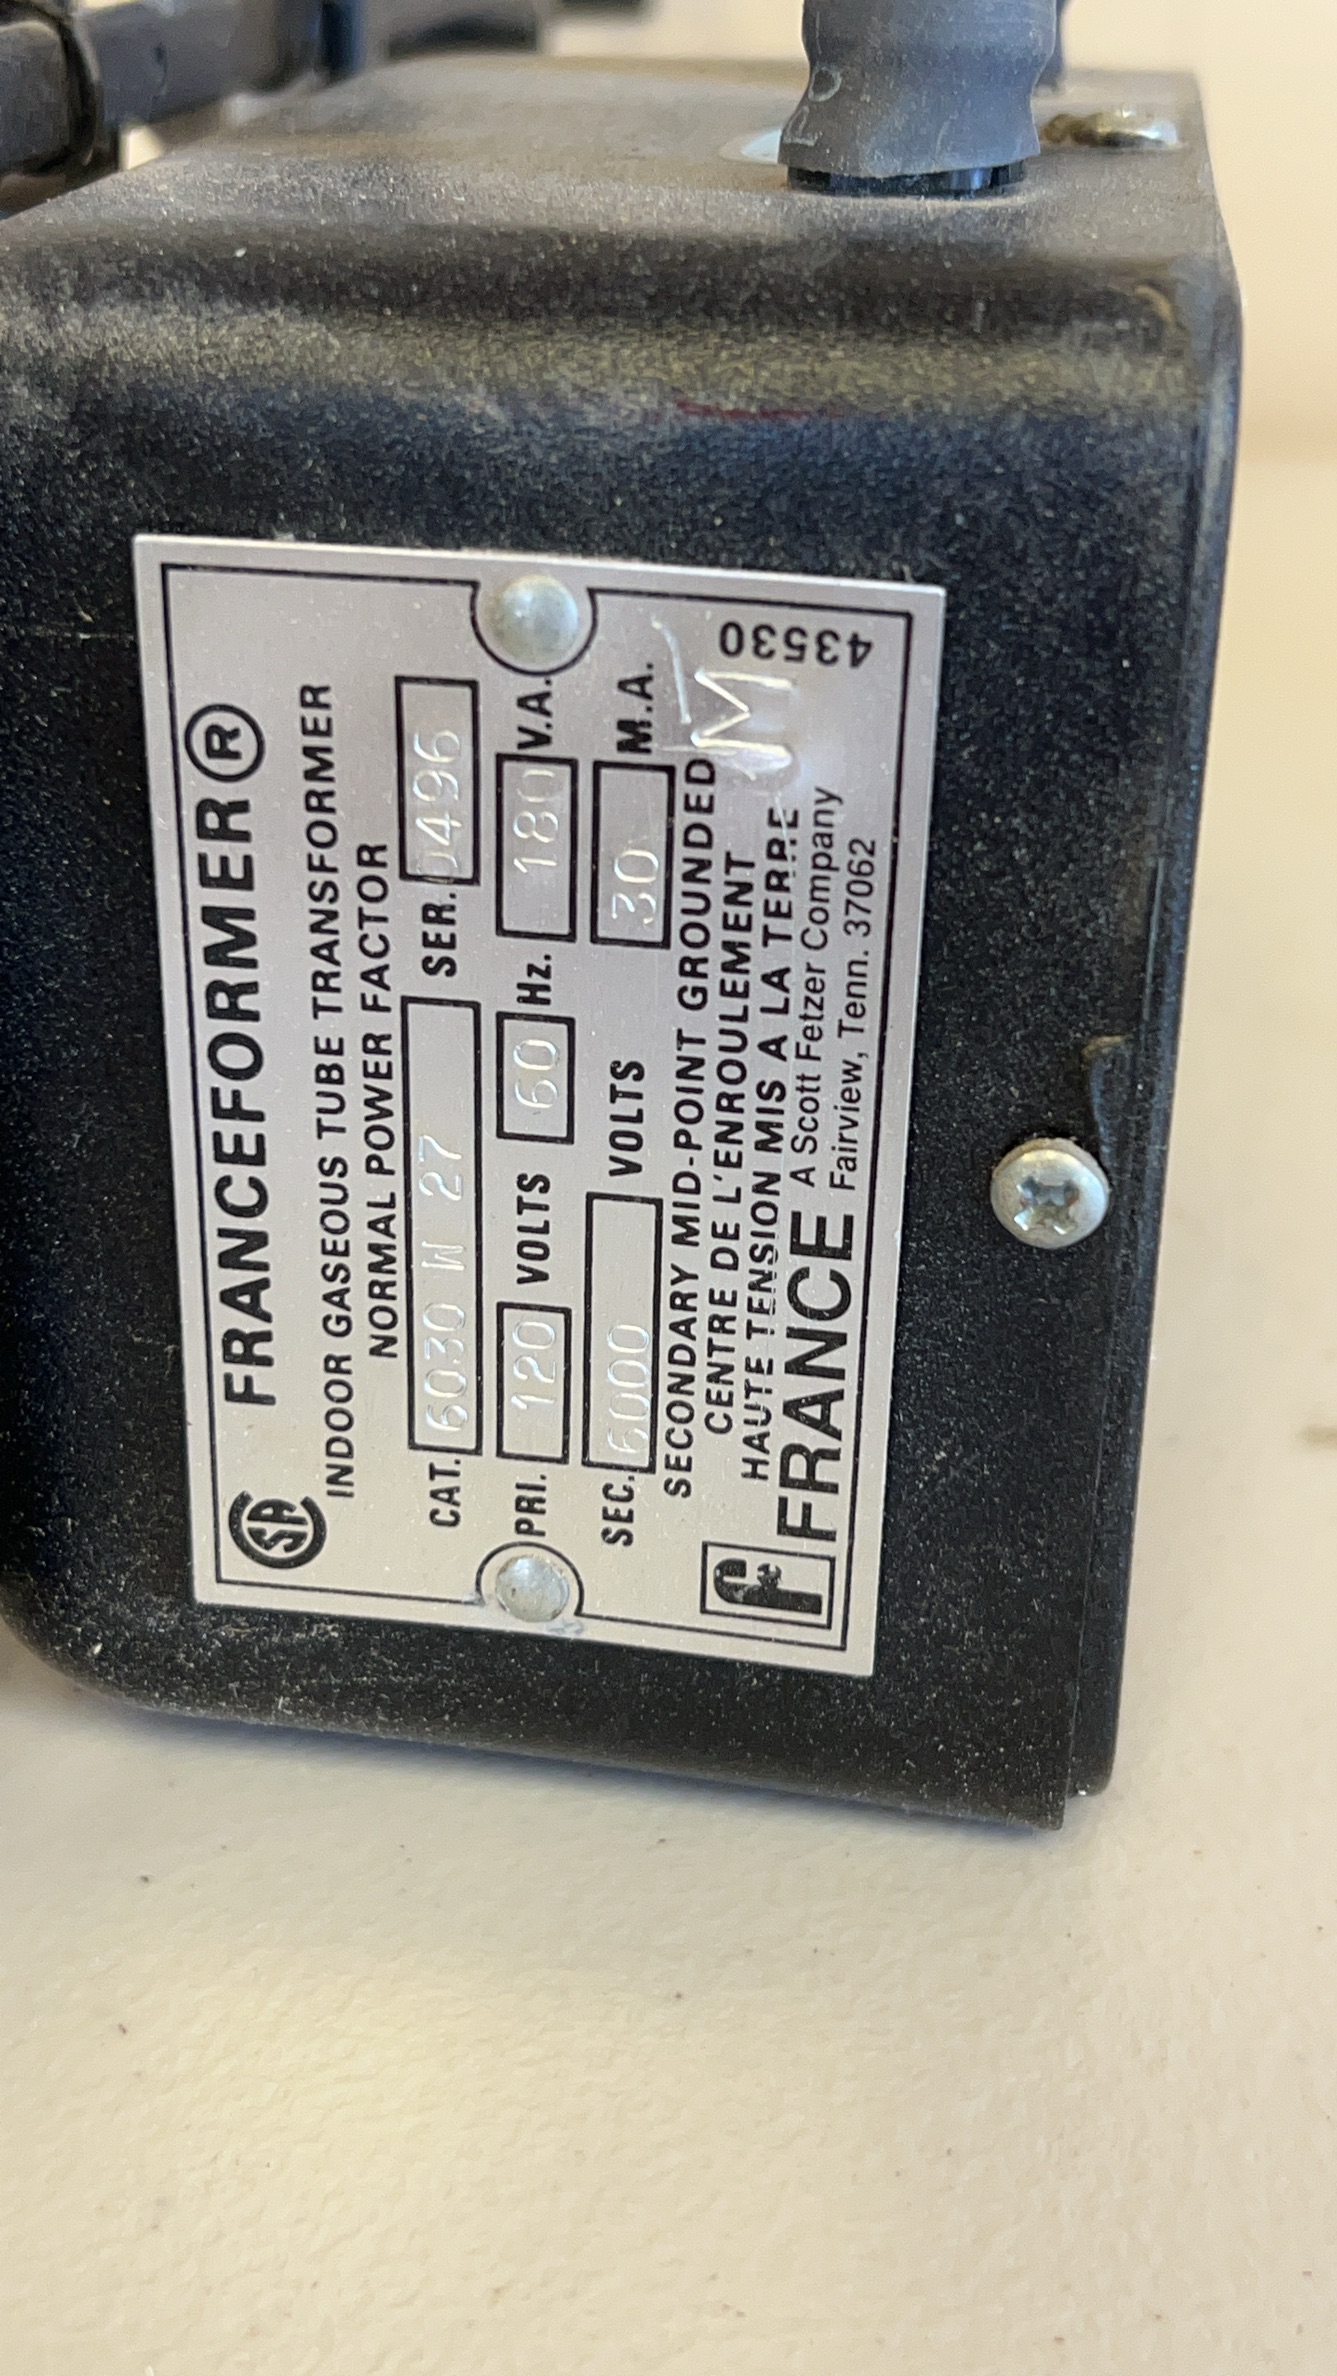 FRANCEFORMER®
SA
INDOOR GASEOUS TUBE TRANSFORMER
NORMAL POWER FACTOR
CAT. 6030 W 27 SER. 0496
PRI. 120 VOLTS 60 Hz. 180 V.A.
SEC. 6000 VOLTS 30 M.A.
SECONDARY MID-POINT GROUNDED
CENTRE DE L'ENROULEMENT
HAUTE TENSION MIS A LA TERRE
M
f FRANCE A Scott Fetzer Company
Fairview, Tenn. 37062
43530